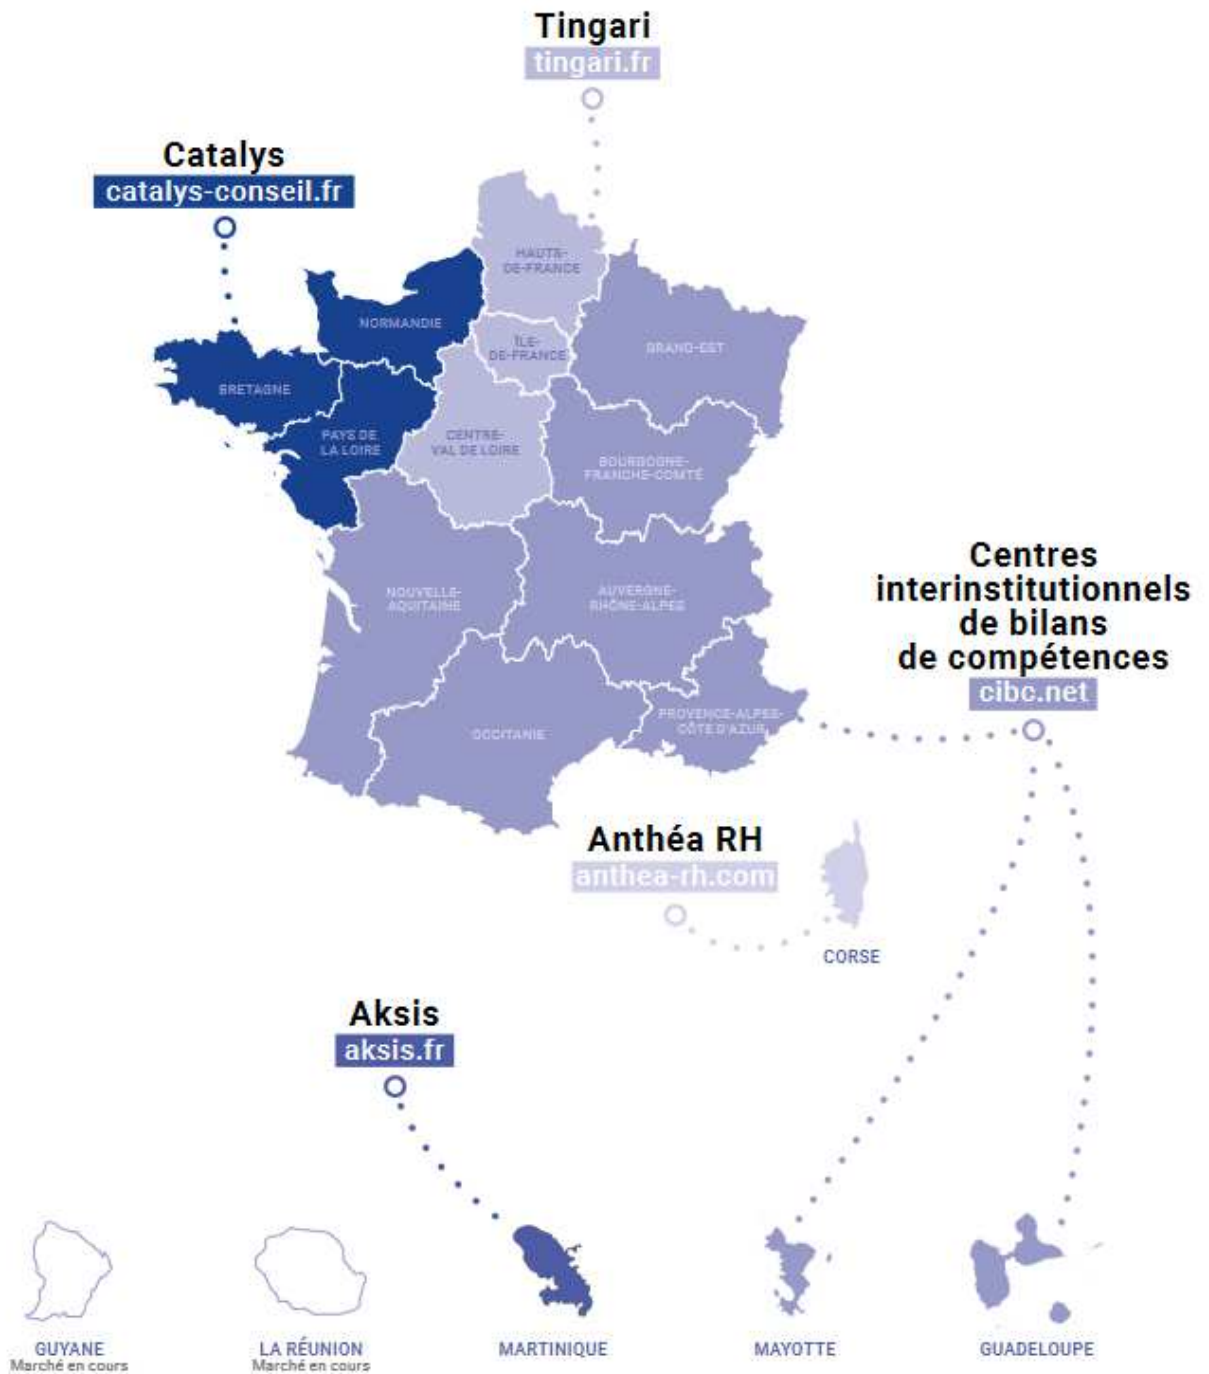 Tingari
tingari.fr
Catalys
catalys-conseil.fr
HAUTS-
DE-FRANCE
NORMANDIE
ÎLE-
DE-FRANCE
GRAND-EST
BRETAGNE
PAYS DE
LA LOIRE
CENTRE-
VAL DE LOIRE
BOURGOGNE-
FRANCHE-COMTÉ
Centres
interinstitutionnels
de bilans
de compétences
cibc.net
NOUVELLE-
AQUITAINE
AUVERGNE-
RHÔNE-ALPES
OCCITANIE
PROVENCE-ALPES-
CÔTE D'AZUR
Anthéa RH
anthea-rh.com
CORSE
Aksis
aksis.fr
GUYANE
Marché en cours
LA RÉUNION
Marché en cours
MARTINIQUE
MAYOTTE
GUADELOUPE